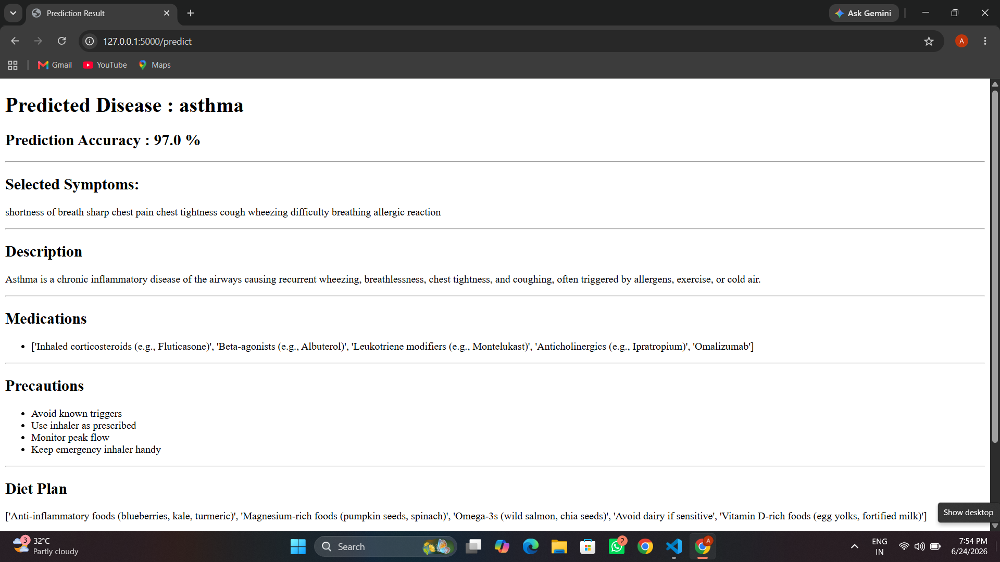 Prediction Result
Ask Gemini
127.0.0.1:5000/predict
A
Gmail
YouTube
Maps
Predicted Disease : asthma
Prediction Accuracy : 97.0 %
Selected Symptoms:
shortness of breath sharp chest pain chest tightness cough wheezing difficulty breathing allergic reaction
Description
Asthma is a chronic inflammatory disease of the airways causing recurrent wheezing, breathlessness, chest tightness, and coughing, often triggered by allergens, exercise, or cold air.
Medications
• ['Inhaled corticosteroids (e.g., Fluticasone)', 'Beta-agonists (e.g., Albuterol)', 'Leukotriene modifiers (e.g., Montelukast)', 'Anticholinergics (e.g., Ipratropium)', 'Omalizumab']
Precautions
• Avoid known triggers
• Use inhaler as prescribed
• Monitor peak flow
• Keep emergency inhaler handy
Diet Plan
['Anti-inflammatory foods (blueberries, kale, turmeric)', 'Magnesium-rich foods (pumpkin seeds, spinach)', 'Omega-3s (wild salmon, chia seeds)', 'Avoid dairy if sensitive', 'Vitamin D-rich foods (egg yolks, fortified milk)']
Show desktop
3
32°C
Partly cloudy
Search
2
A
ENG
IN
7:54 PM
6/24/2026